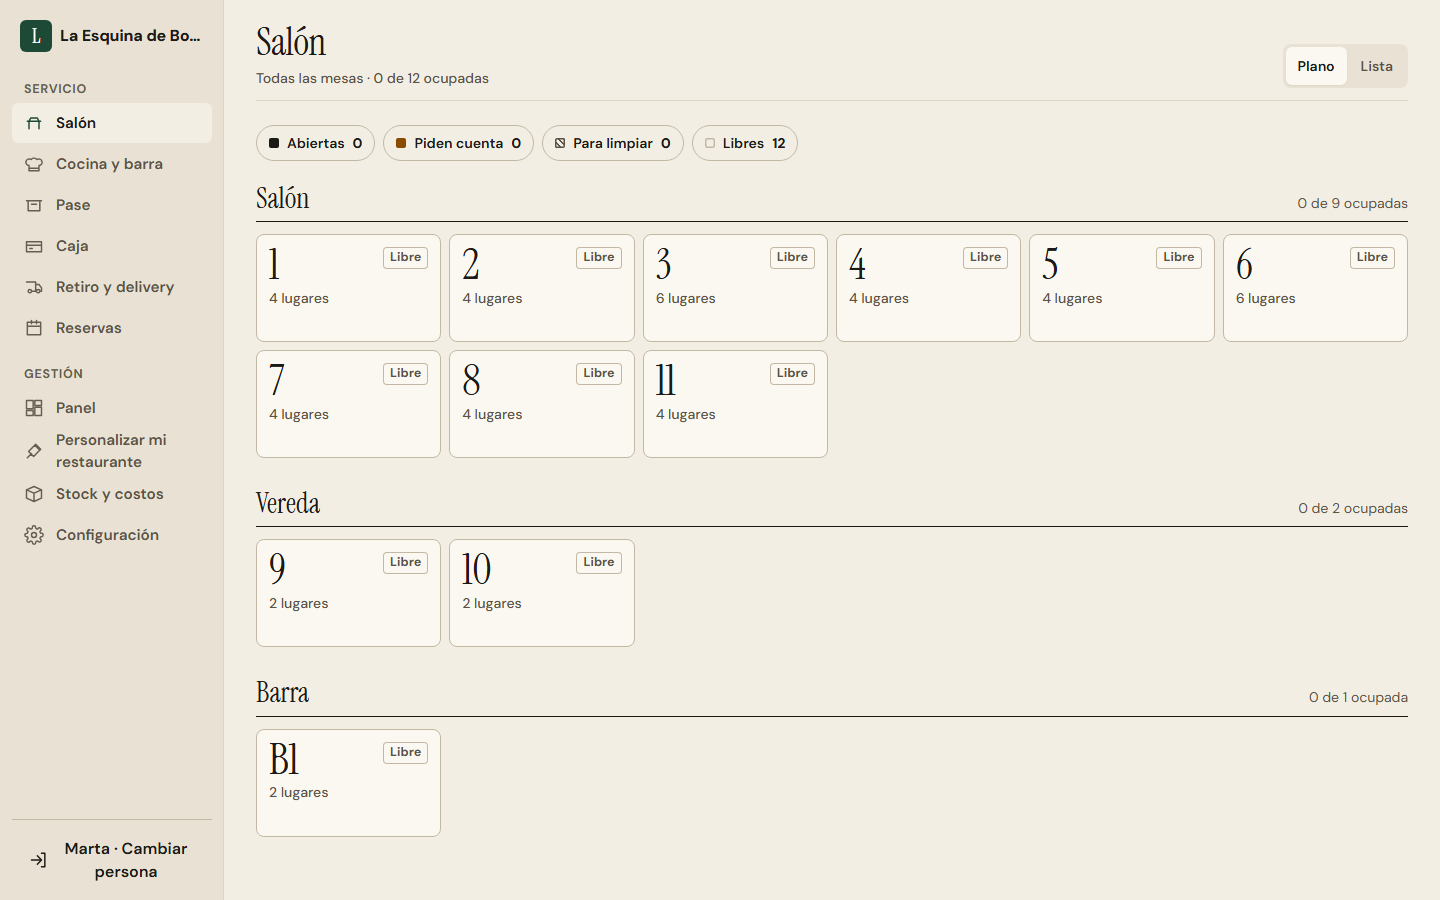 L La Esquina de Bo...
SERVICIO
Salón
Cocina y barra
Pase
Caja
Retiro y delivery
Reservas
GESTIÓN
Panel
Personalizar mi
restaurante
Stock y costos
Configuración
Marta · Cambiar
persona
Salón
Todas las mesas · 0 de 12 ocupadas
Plano Lista
Abiertas 0 Piden cuenta 0 Para limpiar 0 Libres 12
Salón 0 de 9 ocupadas
1 Libre 2 Libre 3 Libre 4 Libre 5 Libre 6 Libre
4 lugares 4 lugares 6 lugares 4 lugares 4 lugares 6 lugares
7 Libre 8 Libre 11 Libre
4 lugares 4 lugares 4 lugares
Vereda 0 de 2 ocupadas
9 Libre 10 Libre
2 lugares 2 lugares
Barra 0 de 1 ocupada
B1 Libre
2 lugares